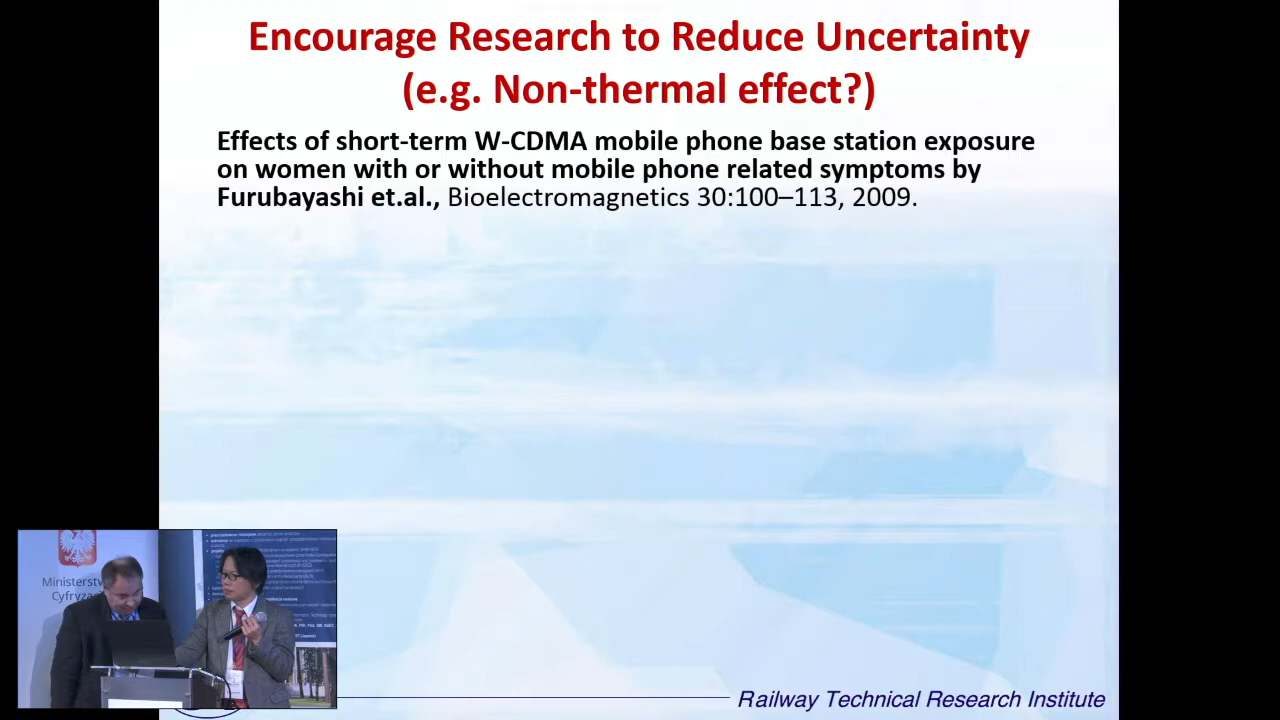 Encourage Research to Reduce Uncertainty
(e.g. Non-thermal effect?)
Effects of short-term W-CDMA mobile phone base station exposure
on women with or without mobile phone related symptoms by
Furubayashi et.al., Bioelectromagnetics 30:100–113, 2009.
Ministerst
Cyfryza
Railway Technical Research Institute